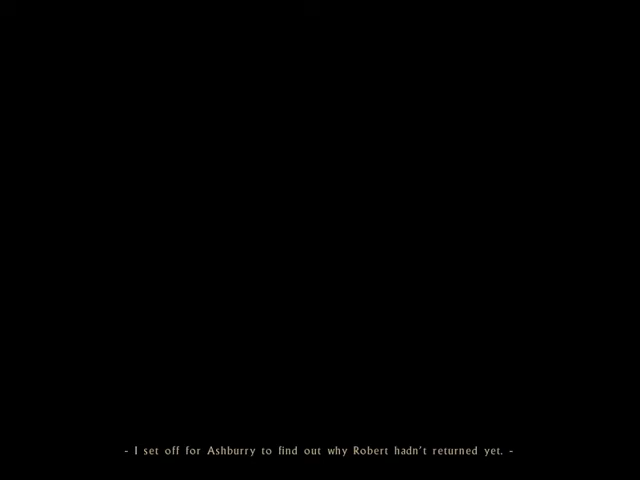 - I set off for Ashburry to find out why Robert hadn't returned yet. -